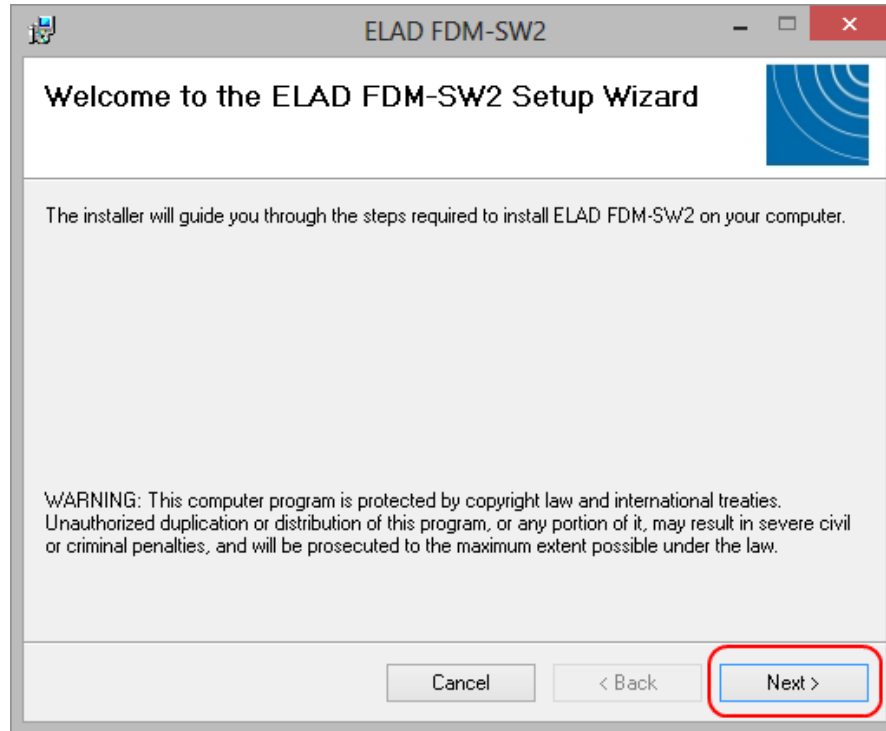 ELAD FDM-SW2
Welcome to the ELAD FDM-SW2 Setup Wizard
The installer will guide you through the steps required to install ELAD FDM-SW2 on your computer.
WARNING: This computer program is protected by copyright law and international treaties.
Unauthorized duplication or distribution of this program, or any portion of it, may result in severe civil
or criminal penalties, and will be prosecuted to the maximum extent possible under the law.
Cancel
< Back
Next >